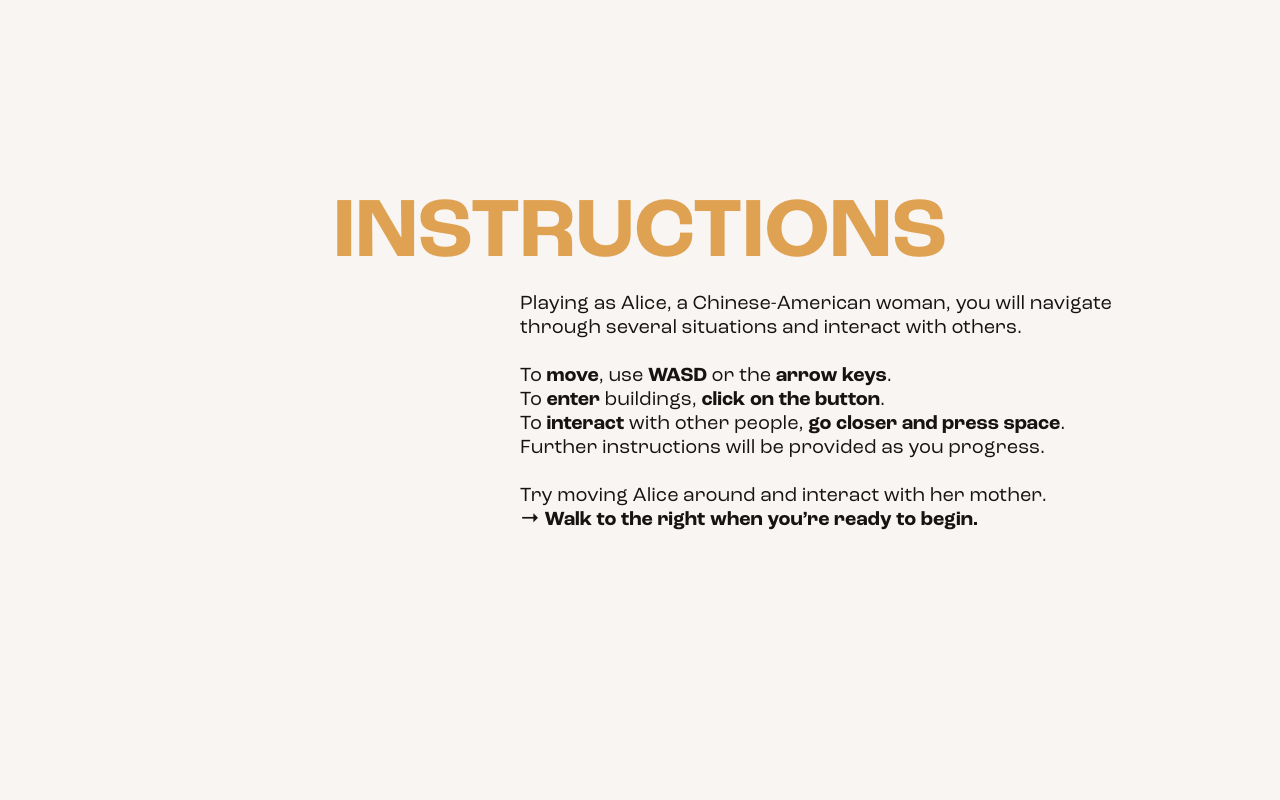 INSTRUCTIONS
Playing as Alice, a Chinese-American woman, you will navigate
through several situations and interact with others.
To move, use WASD or the arrow keys.
To enter buildings, click on the button.
To interact with other people, go closer and press space.
Further instructions will be provided as you progress.
Try moving Alice around and interact with her mother.
→ Walk to the right when you’re ready to begin.